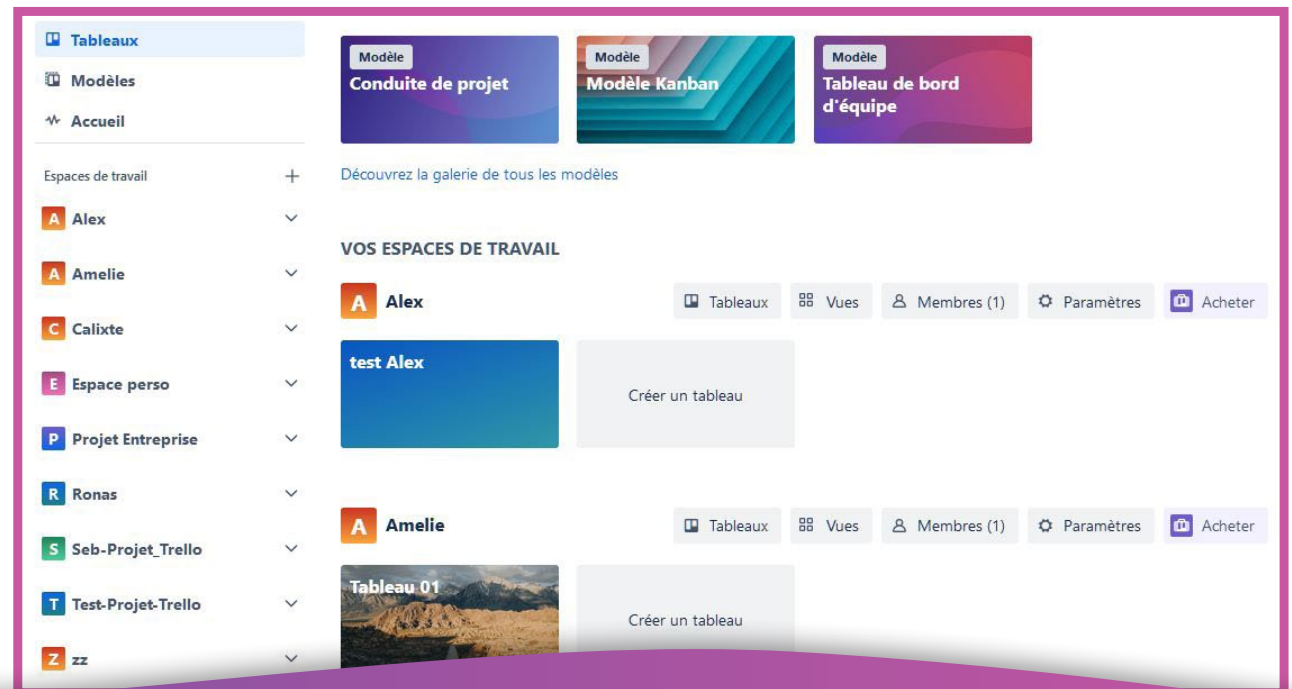 Tableaux
Modèles
Accueil
Espaces de travail
A Alex
A Amelie
C Calixte
E Espace perso
P Projet Entreprise
R Ronas
S Seb-Projet_Trello
T Test-Projet-Trello
Z zz
Modèle
Conduite de projet
Modèle
Modèle Kanban
Modèle
Tableau de bord
d'équipe
Découvrez la galerie de tous les modèles
VOS ESPACES DE TRAVAIL
A Alex Tableaux Vues Membres (1) Paramètres Acheter
test Alex
Créer un tableau
A Amelie Tableaux Vues Membres (1) Paramètres Acheter
Tableau 01
Créer un tableau